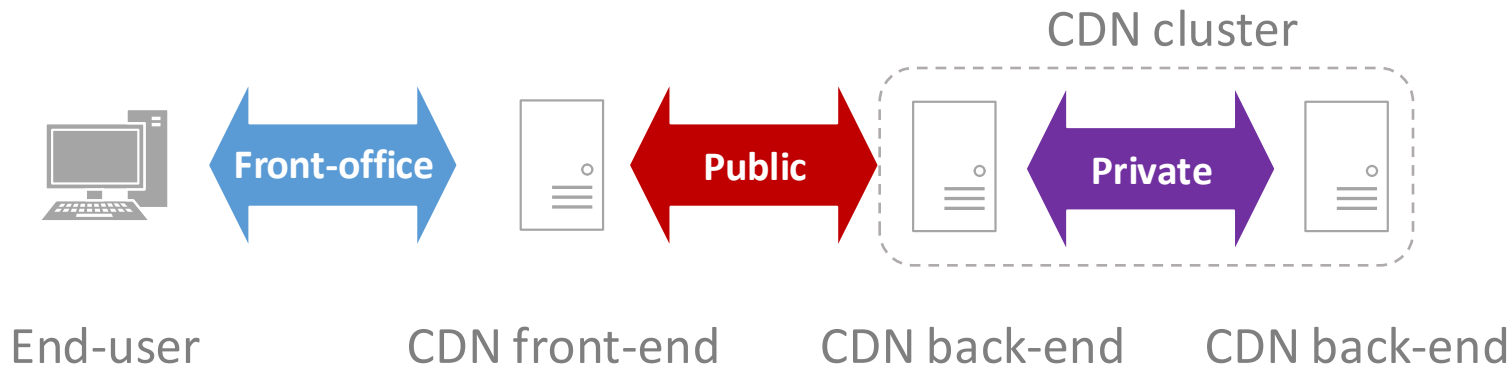 CDN cluster
Front-office
Public
Private
End-user
CDN front-end
CDN back-end
CDN back-end